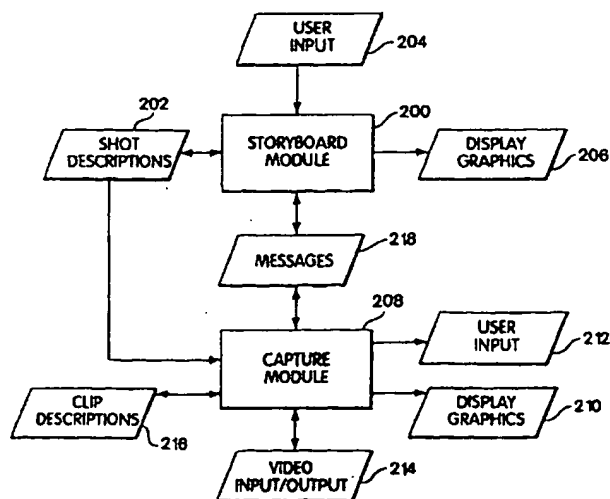 USER
INPUT
204
202
200
SHOT
DESCRIPTIONS
STORYBOARD
MODULE
DISPLAY
GRAPHICS
206
MESSAGES
218
208
CAPTURE
MODULE
USER
INPUT
212
CLIP
DESCRIPTIONS
216
DISPLAY
GRAPHICS
210
VIDEO
INPUT/OUTPUT
214